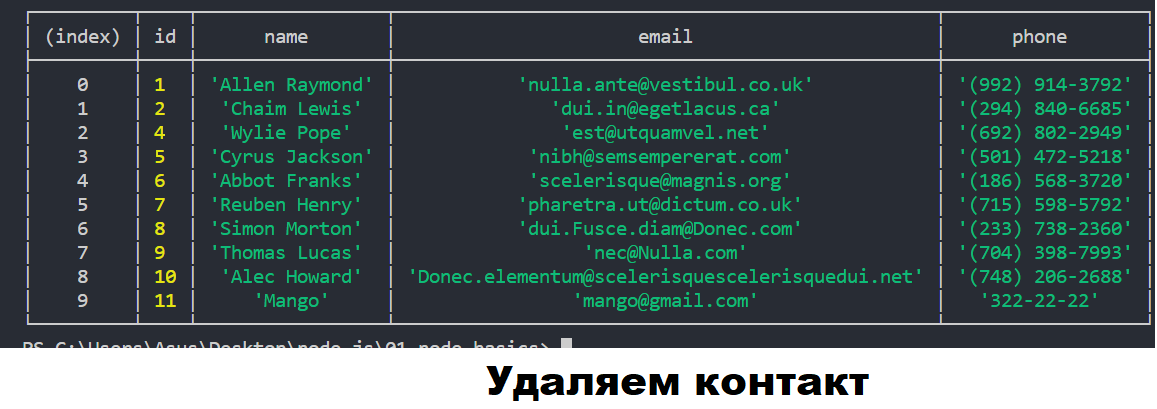 (index) id name email phone
0 1 'Allen Raymond' 'nulla.ante@vestibul.co.uk' '(992) 914-3792'
1 2 'Chaim Lewis' 'dui.in@egetlacus.ca' '(294) 840-6685'
2 4 'Wylie Pope' 'est@utquamvel.net' '(692) 802-2949'
3 5 'Cyrus Jackson' 'nibh@semsempererat.com' '(501) 472-5218'
4 6 'Abbot Franks' 'scelerisque@magnis.org' '(186) 568-3720'
5 7 'Reuben Henry' 'pharetra.ut@dictum.co.uk' '(715) 598-5792'
6 8 'Simon Morton' 'dui.Fusce.diam@Donec.com' '(233) 738-2360'
7 9 'Thomas Lucas' 'nec@Nulla.com' '(704) 398-7993'
8 10 'Alec Howard' 'Donec.elementum@scelerisquescelerisquedui.net' '(748) 206-2688'
9 11 'Mango' 'mango@gmail.com' '322-22-22'
PS C:\Users\Asus\Desktop\node.js\01-node-basics>
Удаляем контакт